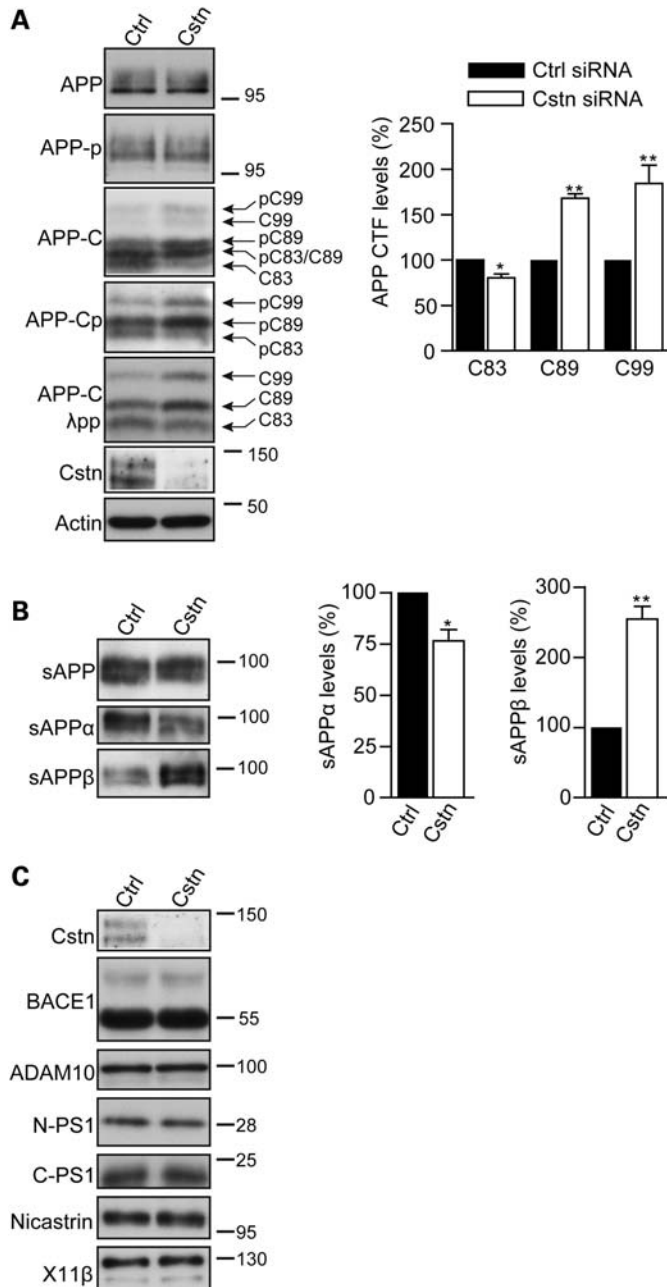 A
Ctrl
Cstn
APP
95
APP-p
95
APP-C
pC99
C99
pC89
pC83/C89
C83
APP-Cp
pC99
pC89
pC83
APP-C
λpp
C99
C89
C83
Cstn
150
Actin
50
Ctrl siRNA
Cstn siRNA
APP CTF levels (%)
250
200
150
100
50
0
*
**
**
C83
C89
C99
B
Ctrl
Cstn
sAPP
100
sAPPα
100
sAPPβ
100
sAPPα levels (%)
100
75
50
25
0
*
Ctrl
Cstn
sAPPβ levels (%)
300
200
100
0
**
Ctrl
Cstn
C
Ctrl
Cstn
Cstn
150
BACE1
55
ADAM10
100
N-PS1
28
C-PS1
25
Nicastrin
95
X11β
130